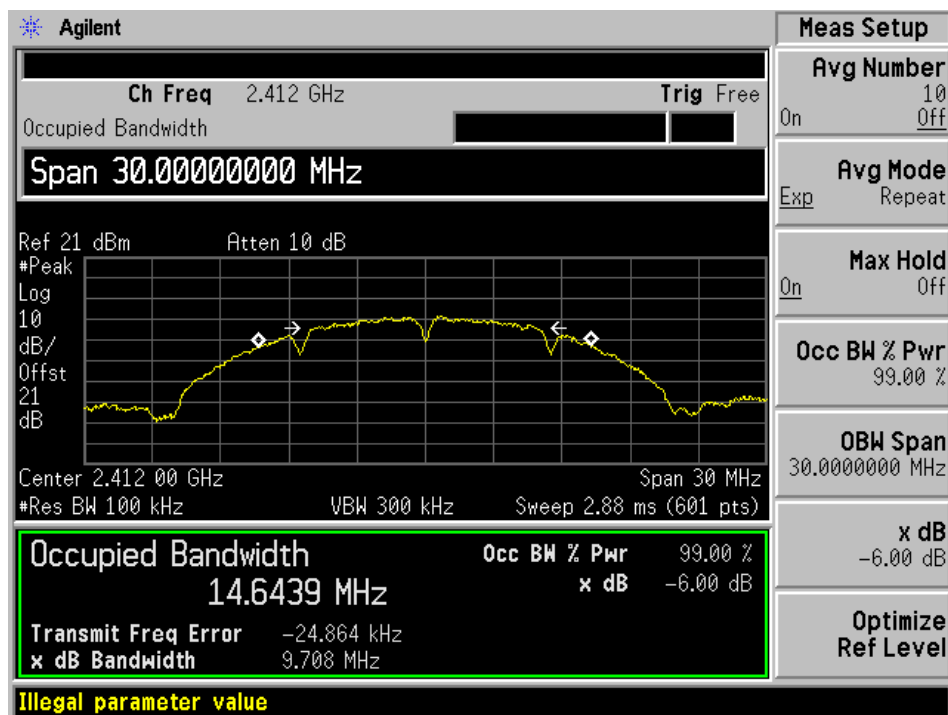 Agilent
Ch Freq 2.412 GHz Trig Free
Occupied Bandwidth
Span 30.00000000 MHz
Ref 21 dBm Atten 10 dB
#Peak
Log
10
dB/
Offst
21
dB
Center 2.412 00 GHz Span 30 MHz
#Res BW 100 kHz VBW 300 kHz Sweep 2.88 ms (601 pts)
Occupied Bandwidth Occ BW % Pwr 99.00 %
14.6439 MHz x dB -6.00 dB
Transmit Freq Error -24.864 kHz
x dB Bandwidth 9.708 MHz
Illegal parameter value
Meas Setup
Avg Number
10
On Off
Avg Mode
Exp Repeat
Max Hold
On Off
Occ BW % Pwr
99.00 %
OBW Span
30.0000000 MHz
x dB
-6.00 dB
Optimize
Ref Level